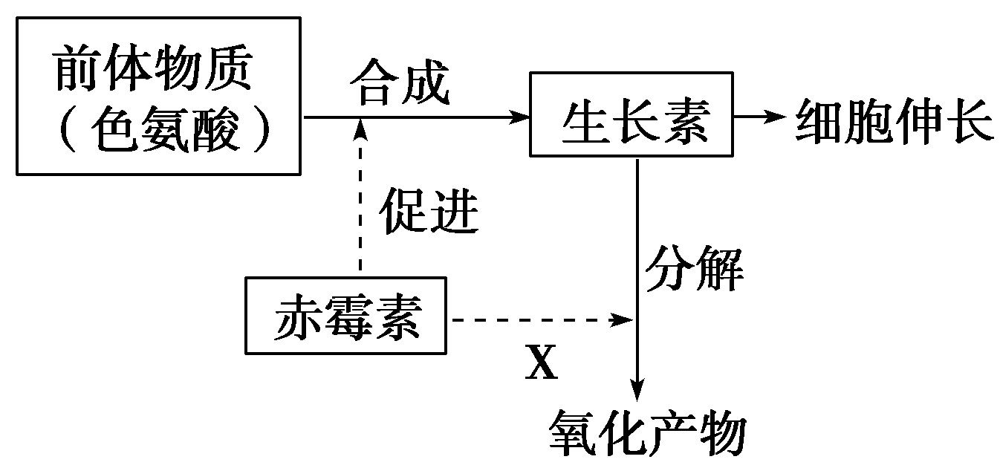 前体物质
（色氨酸）
合成
生长素
细胞伸长
促进
分解
赤霉素
X
氧化产物